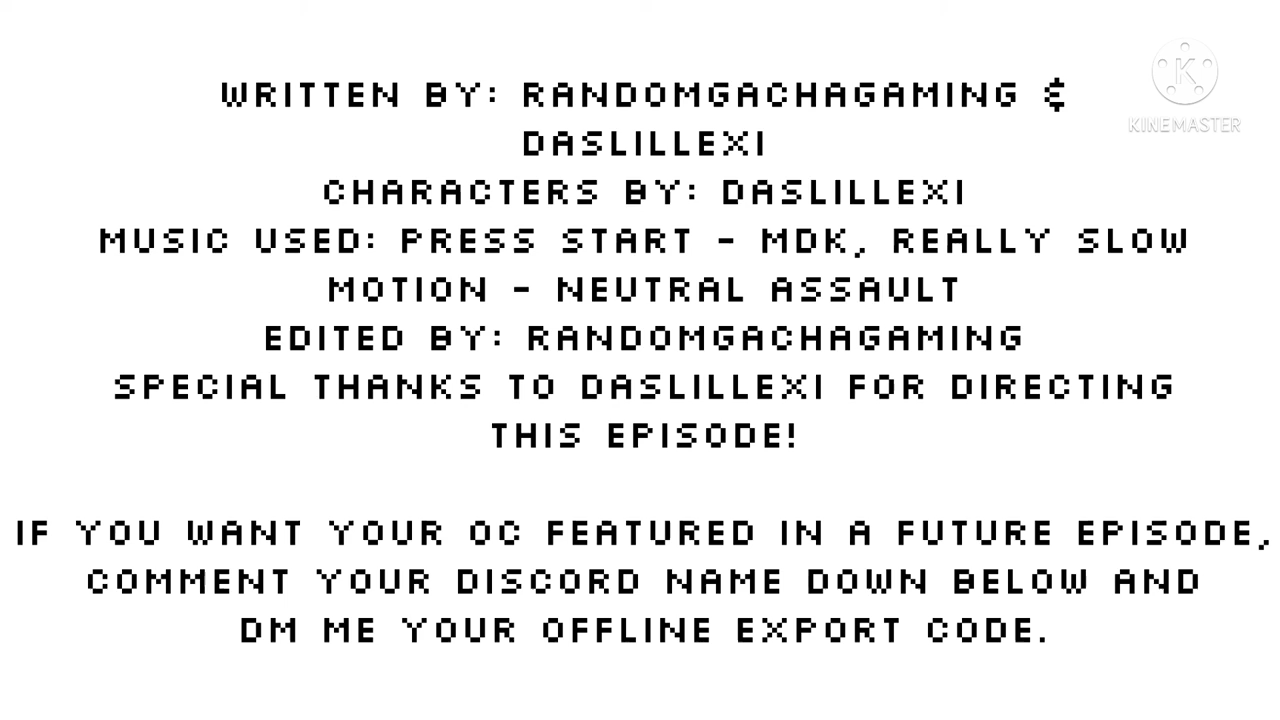 WRITTEN BY: RANDOMGACHAGAMING &
DASLILLEXI
CHARACTERS BY: DASLILLEXI
MUSIC USED: PRESS START - MDK, REALLY SLOW
MOTION - NEUTRAL ASSAULT
EDITED BY: RANDOMGACHAGAMING
SPECIAL THANKS TO DASLILLEXI FOR DIRECTING
THIS EPISODE!
IF YOU WANT YOUR OC FEATURED IN A FUTURE EPISODE,
COMMENT YOUR DISCORD NAME DOWN BELOW AND
DM ME YOUR OFFLINE EXPORT CODE.
K
KINEMASTER